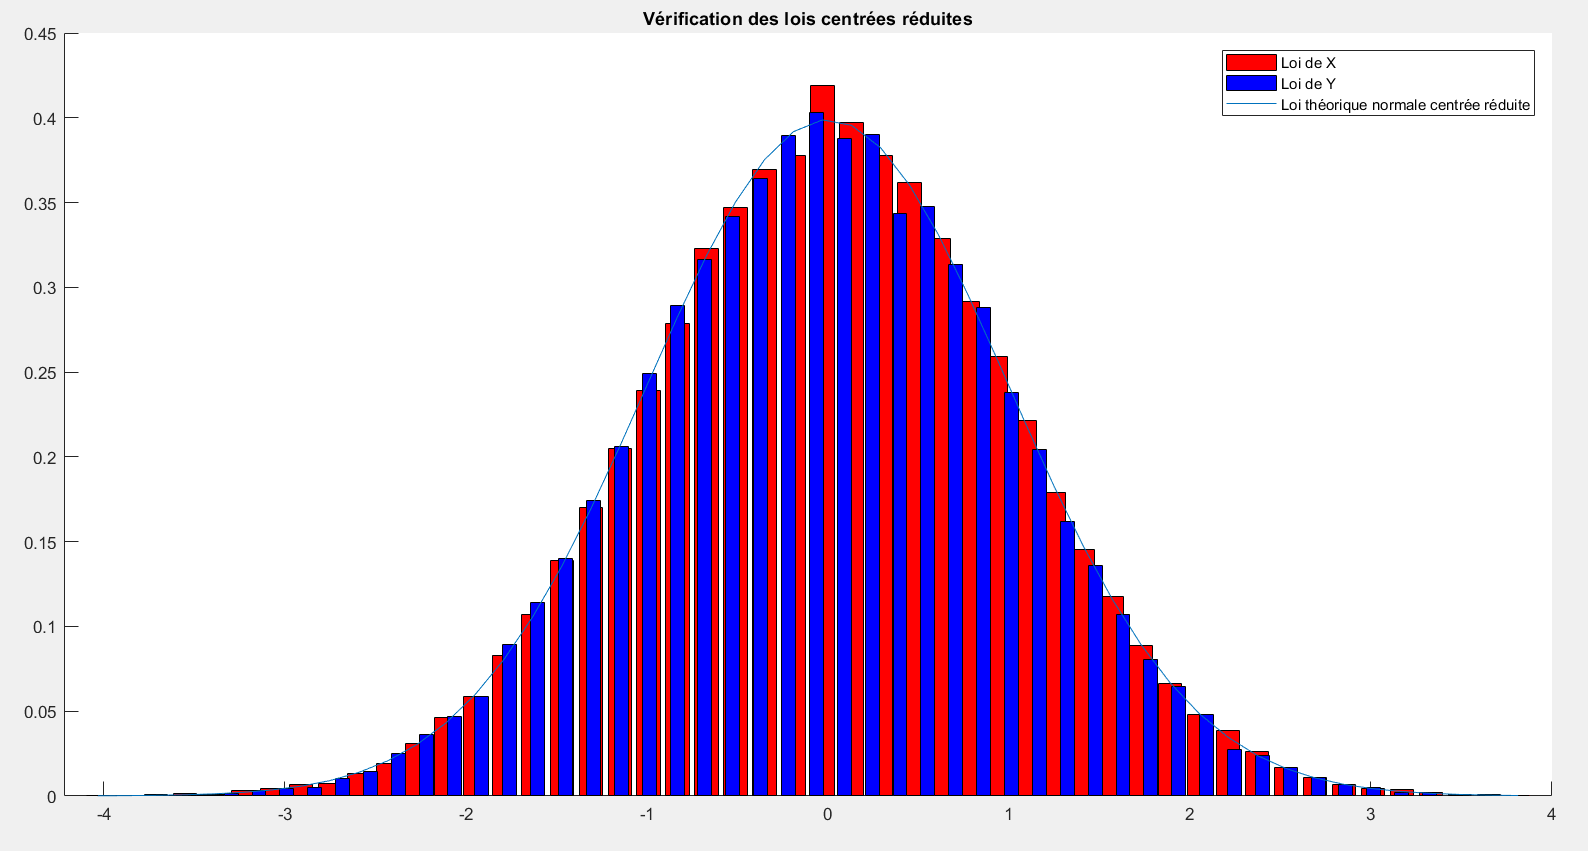 Vérification des lois centrées réduites
0.45
0.4
0.35
0.3
0.25
0.2
0.15
0.1
0.05
0
Loi de X
Loi de Y
Loi théorique normale centrée réduite
-4 -3 -2 -1 0 1 2 3 4